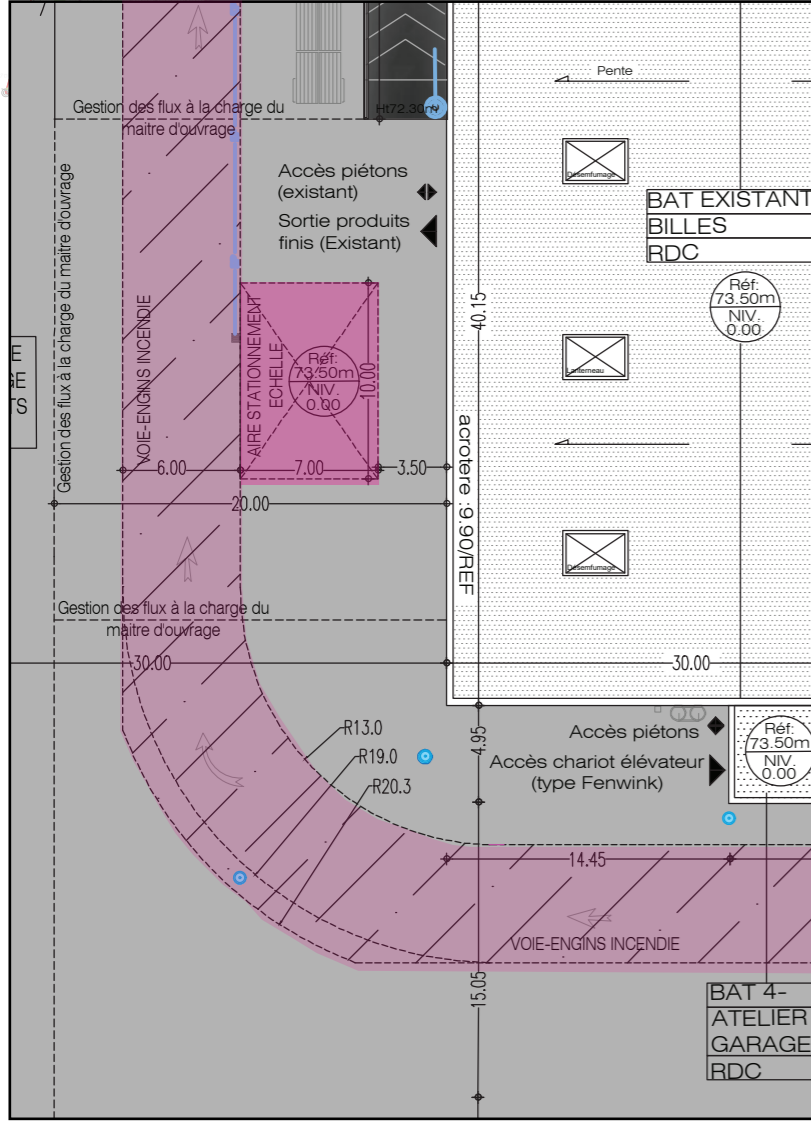 Pente
Gestion des flux à la charge du
maitre d'ouvrage
Ht72.30m
Accès piétons
(existant)
Sortie produits
finis (Existant)
Désemfumage
BAT EXISTANT
BILLES
RDC
Réf:
73.50m
NIV.
0.00
Gestion des flux à la charge du maitre d'ouvrage
VOIE-ENGINS INCENDIE
AIRE STATIONNEMENT
ECHELLE
Réf:
73.50m
NIV.
0.00
10.00
40.15
Lanterneau
E
GE
TS
6.00
7.00
3.50
20.00
acrotère : 9.90/REF
Désemfumage
Gestion des flux à la charge du
maitre d'ouvrage
30.00
30.00
R13.0
R19.0
R20.3
4.95
Accès piétons
Accès chariot élévateur
(type Fenwink)
Réf:
73.50m
NIV.
0.00
14.45
VOIE-ENGINS INCENDIE
15.05
BAT 4-
ATELIER
GARAGE
RDC